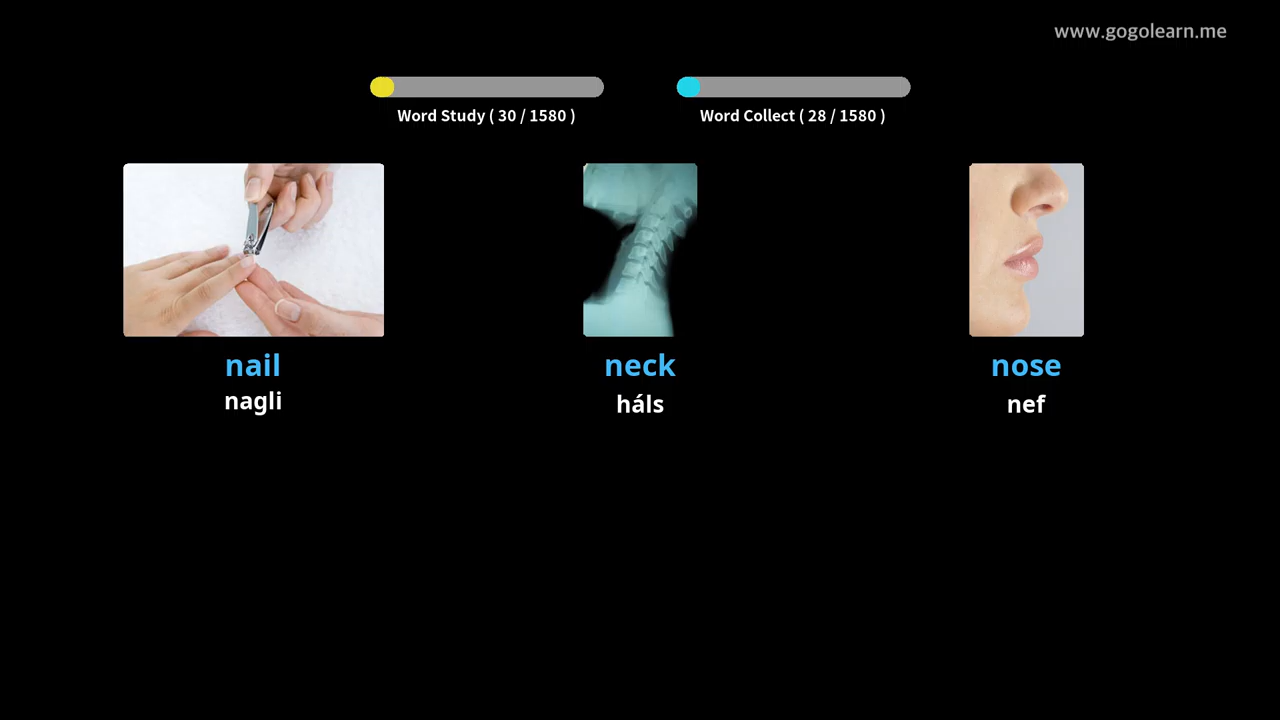 www.gogolearn.me
Word Study ( 30 / 1580 )
Word Collect ( 28 / 1580 )
nail
nagli
neck
háls
nose
nef